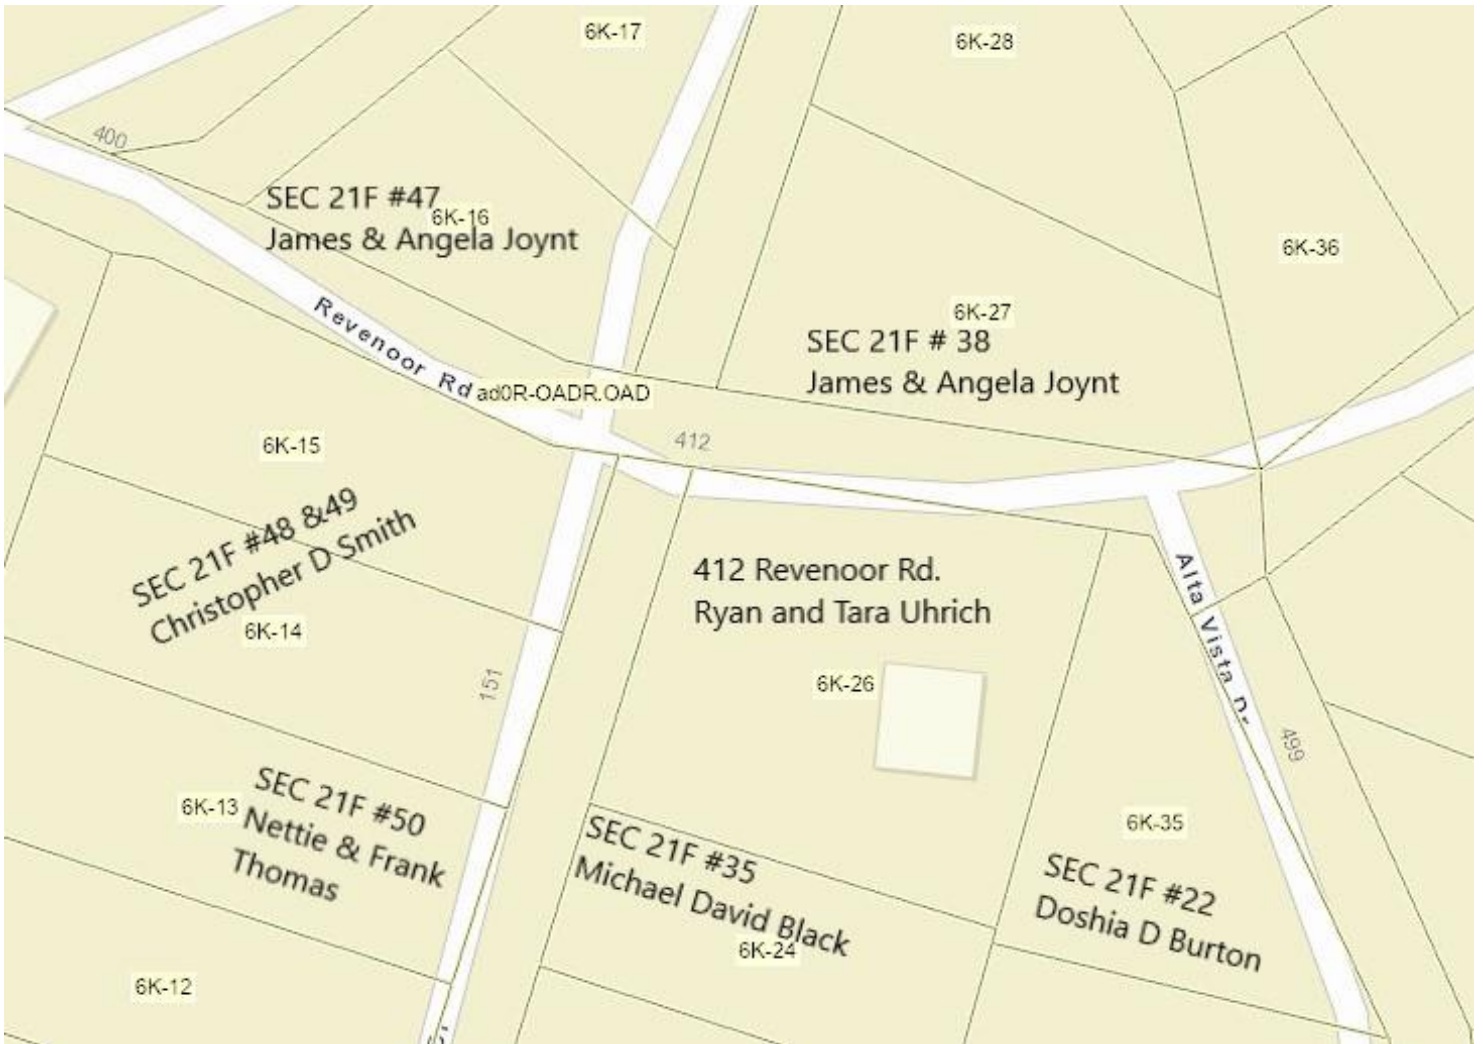 6K-17
6K-28
400
SEC 21F #47
6K-16
James & Angela Joynt
6K-36
Revenoor Rd
6K-27
SEC 21F # 38
James & Angela Joynt
ad0R-OADR.OAD
412
6K-15
SEC 21F #48 &49
Christopher D Smith
6K-14
412 Revenoor Rd.
Ryan and Tara Uhrich
6K-26
Alta Vista Dr
151
499
6K-13
SEC 21F #50
Nettie & Frank
Thomas
SEC 21F #35
Michael David Black
6K-24
6K-35
SEC 21F #22
Doshia D Burton
6K-12